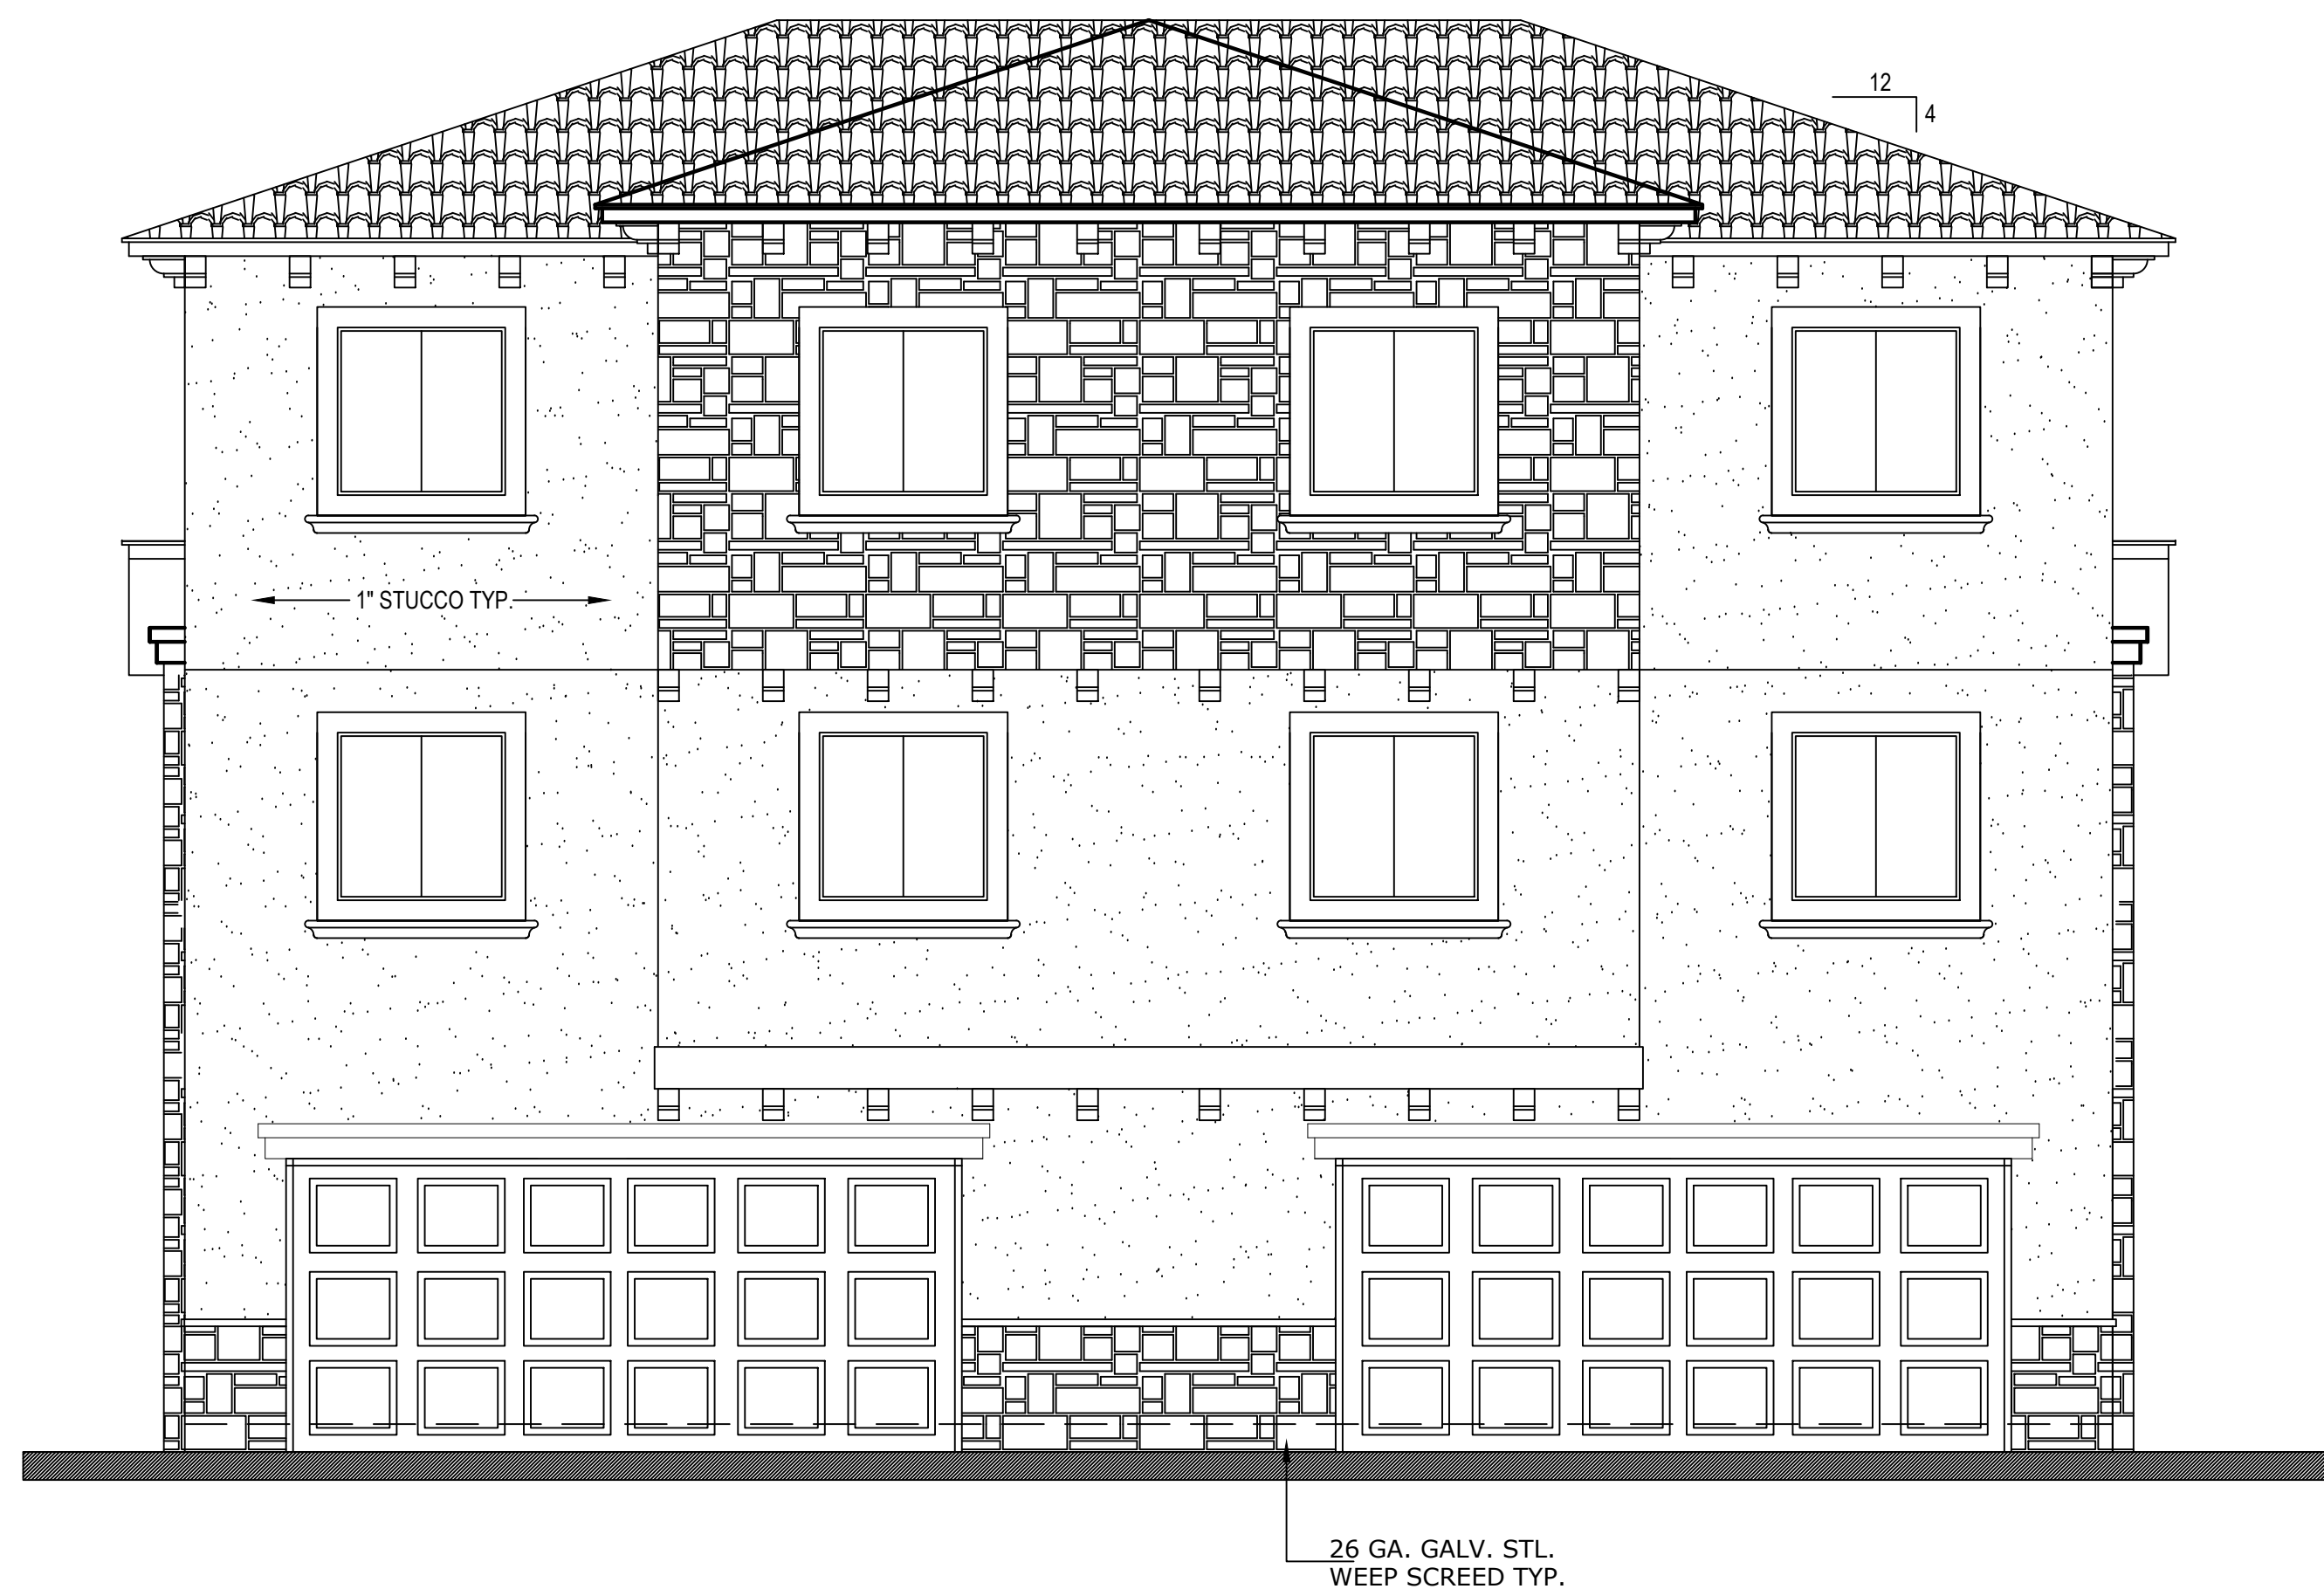 12
4
1" STUCCO TYP.
26 GA. GALV. STL.
WEEP SCREED TYP.